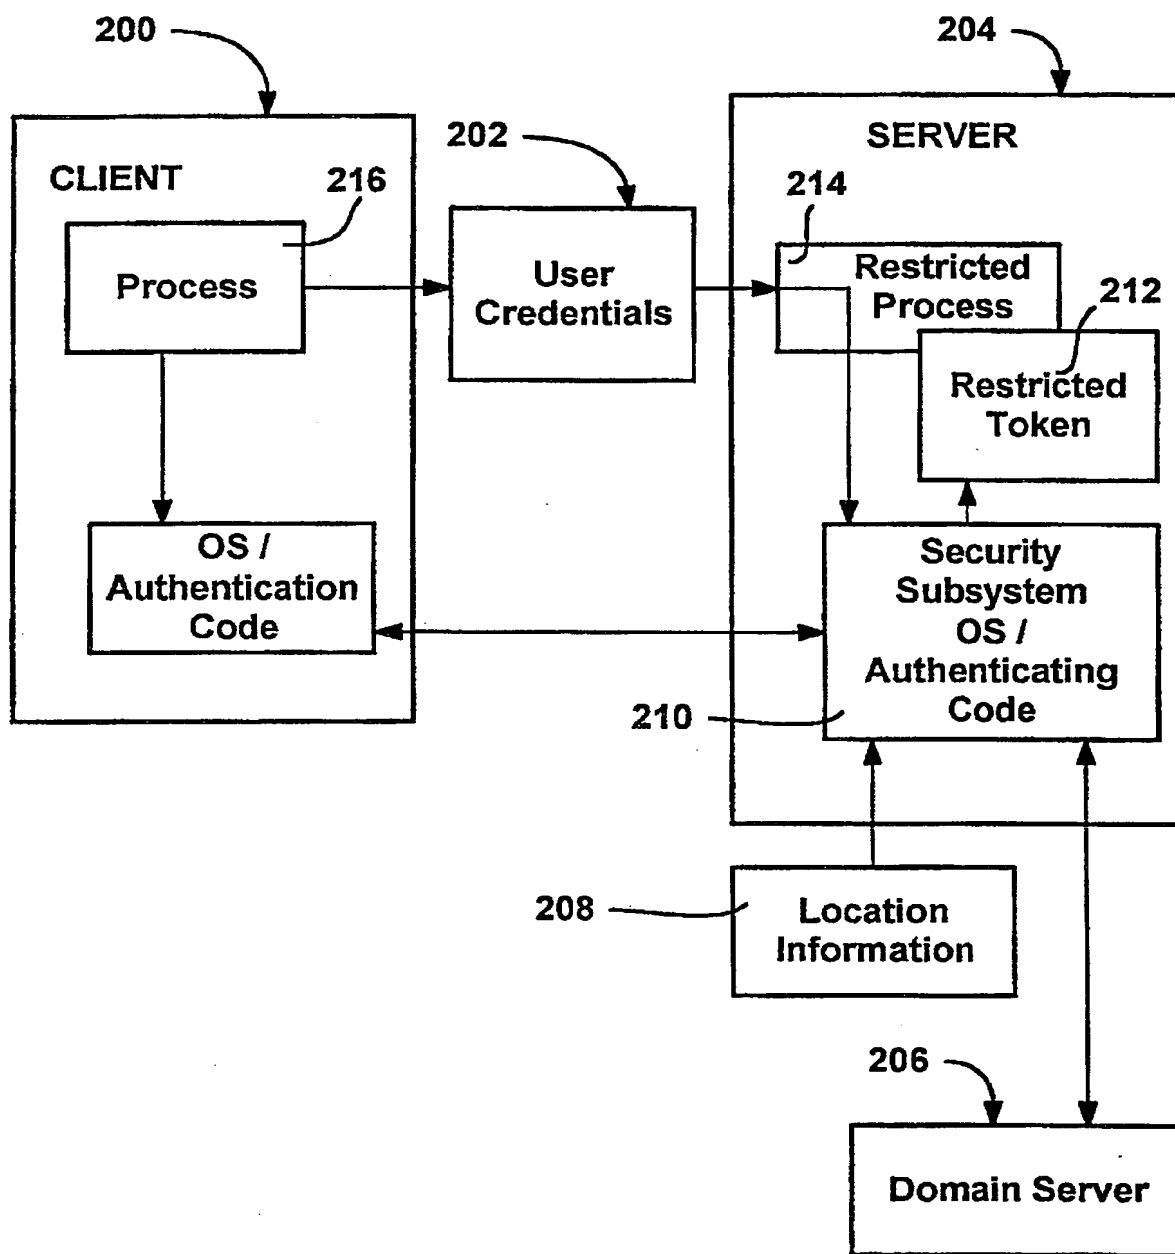 200
204
202
SERVER
CLIENT
216
214
Process
User
Credentials
Restricted
Process
212
Restricted
Token
OS /
Authentication
Code
Security
Subsystem
OS /
Authenticating
Code
210
208
Location
Information
206
Domain Server